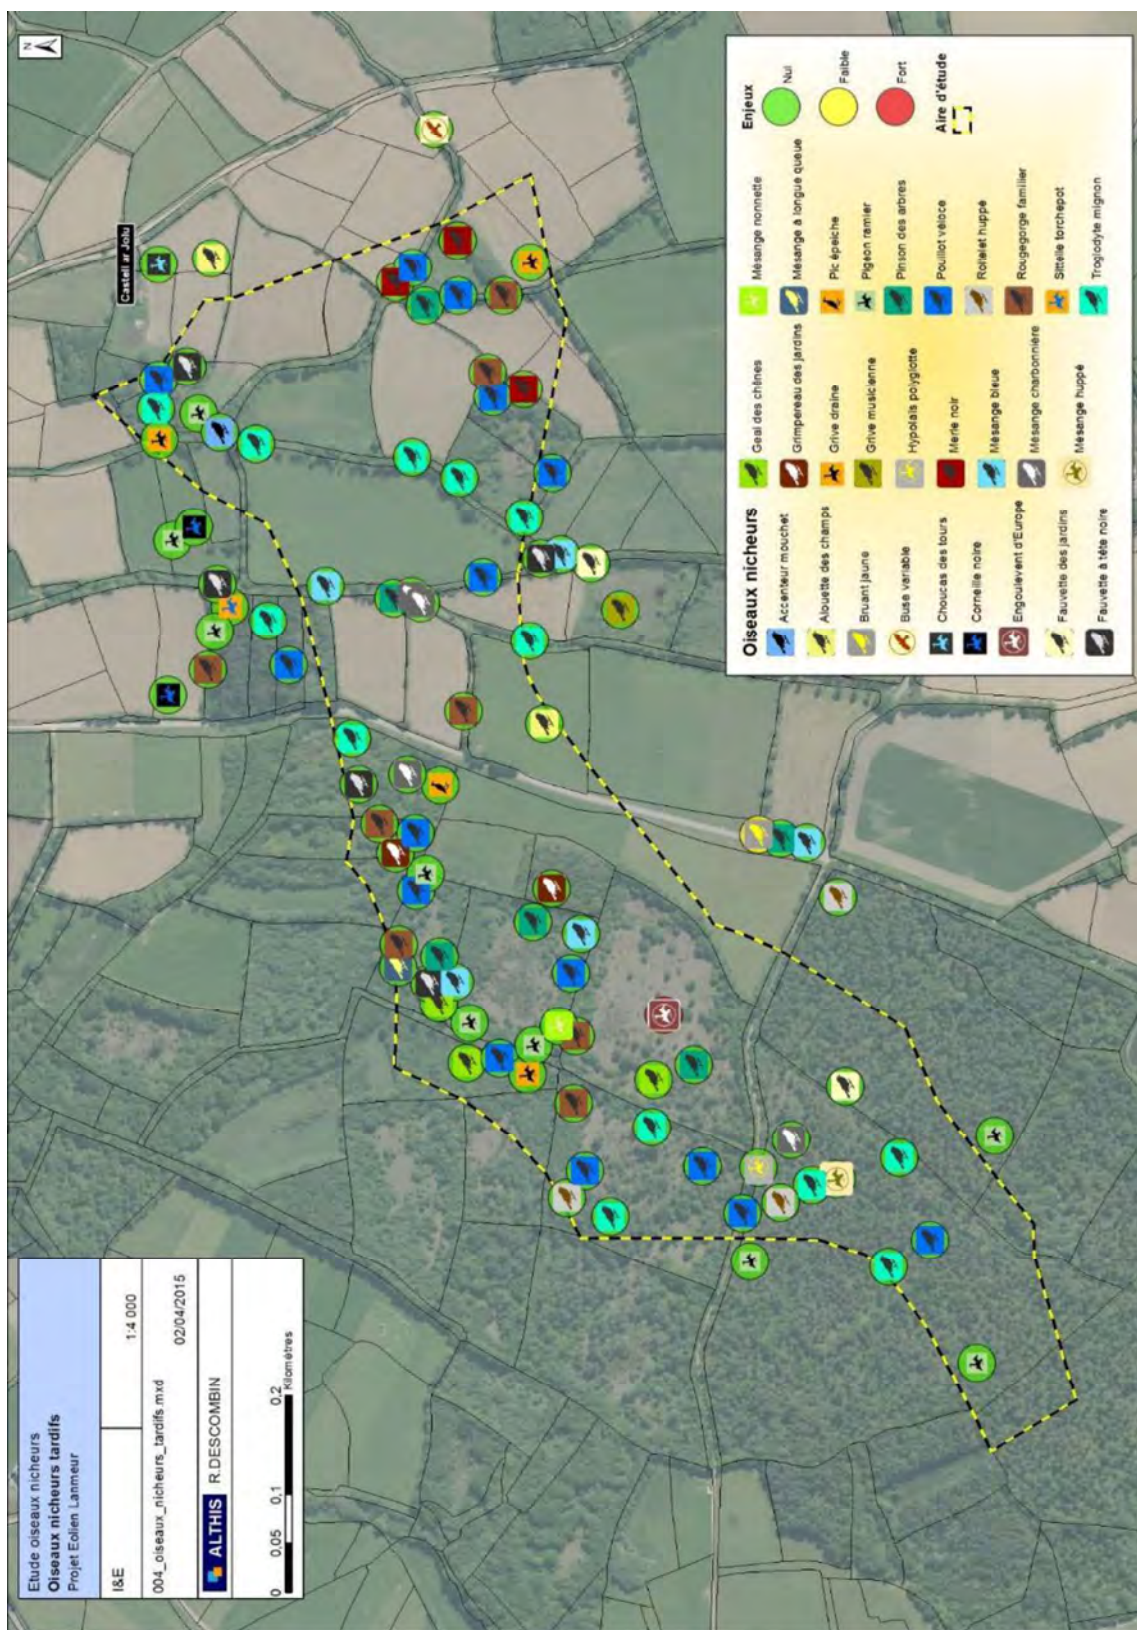 Etude oiseaux nicheurs
Oiseaux nicheurs tardifs
Projet Eolien Lanmeur
I&E
1:4 000
004_oiseaux_nicheurs_tardifs.mxd
02/04/2015
ALTHIS
R.DESCOMBIN
0 0,05 0,1 0,2
Kilomètres
Castell ar Jolu
N
Oiseaux nicheurs
Accenteur mouchet
Alouette des champs
Bruant jaune
Buse variable
Choucas des tours
Corneille noire
Engoulevent d'Europe
Fauvette des jardins
Fauvette à tête noire
Geai des chênes
Grimpereau des jardins
Grive draine
Grive musicienne
Hypolais polyglotte
Merle noir
Mésange bleue
Mésange charbonnière
Mésange huppé
Mésange nonnette
Mésange à longue queue
Pic épeiche
Pigeon ramier
Pinson des arbres
Pouillot véloce
Roitelet huppé
Rougegorge familier
Sittelle torchepot
Troglodyte mignon
Enjeux
Nul
Faible
Fort
Aire d'étude